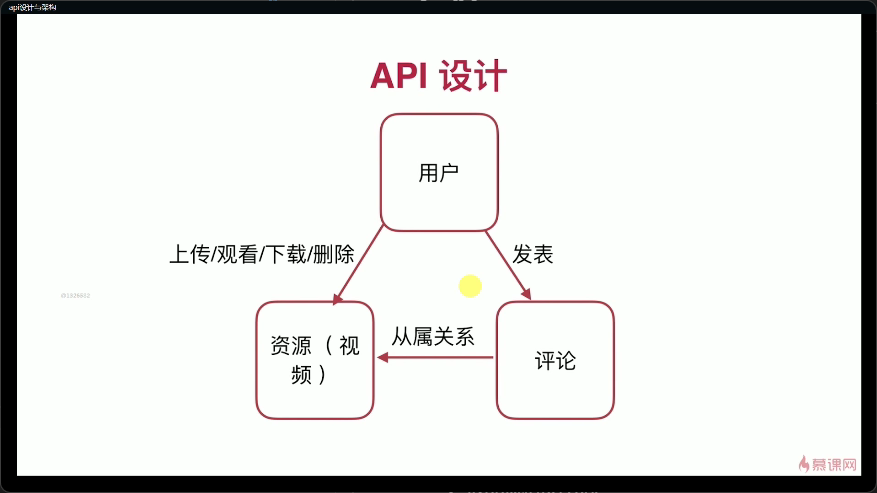 api设计与架构
API 设计
用户
上传/观看/下载/删除
发表
@1326632
从属关系
资源（视
频）
评论
慕课网